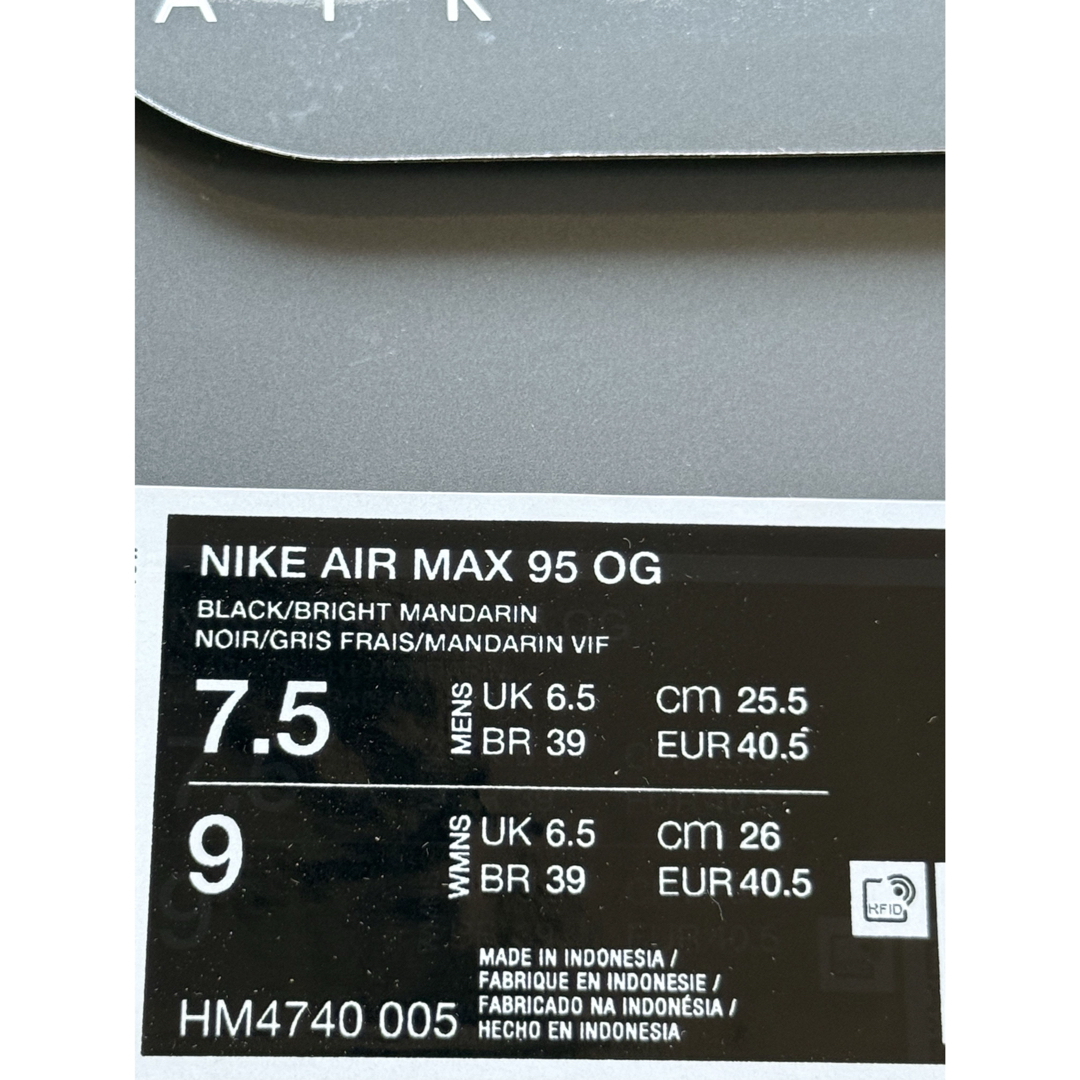 AIR
NIKE AIR MAX 95 OG
BLACK/BRIGHT MANDARIN
NOIR/GRIS FRAIS/MANDARIN VIF
7.5 MENS UK 6.5 cm 25.5
BR 39 EUR 40.5
9 WMNS UK 6.5 cm 26
BR 39 EUR 40.5
RFID
MADE IN INDONESIA /
FABRIQUE EN INDONESIE /
FABRICADO NA INDONÉSIA /
HECHO EN INDONESIA
HM4740 005